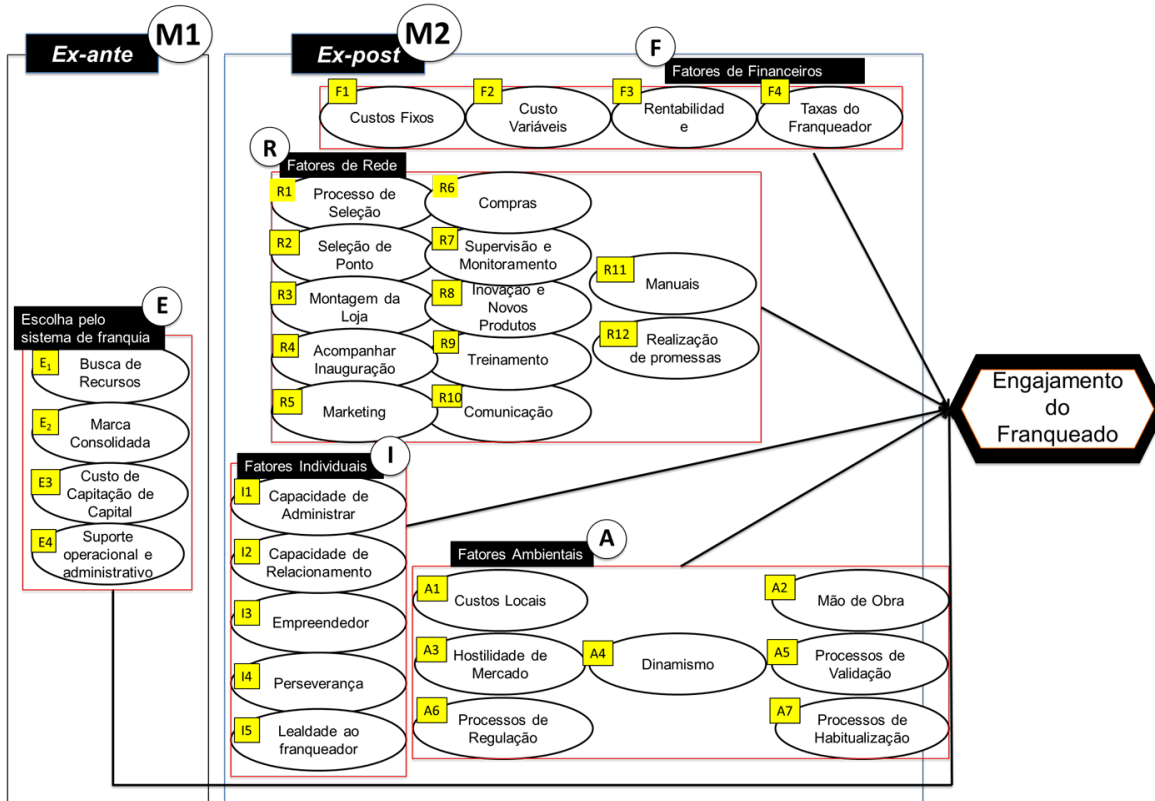 Ex-ante
M1
Ex-post
M2
F
Fatores de Financeiros
F1
Custos Fixos
F2
Custo
Variáveis
F3
Rentabilidad
e
F4
Taxas do
Franqueador
R
Fatores de Rede
R1
Processo de
Seleção
R2
Seleção de
Ponto
R3
Montagem da
Loja
R4
Acompanhar
Inauguração
R5
Marketing
R6
Compras
R7
Supervisão e
Monitoramento
R8
Inovação e
Novos
Produtos
R9
Treinamento
R10
Comunicação
R11
Manuais
R12
Realização
de promessas
E
Escolha pelo
sistema de franquia
E1
Busca de
Recursos
E2
Marca
Consolidada
E3
Custo de
Capitação de
Capital
E4
Suporte
operacional e
administrativo
I
Fatores Individuais
I1
Capacidade de
Administrar
I2
Capacidade de
Relacionamento
I3
Empreendedor
I4
Perseverança
I5
Lealdade ao
franqueador
A
Fatores Ambientais
A1
Custos Locais
A2
Mão de Obra
A3
Hostilidade de
Mercado
A4
Dinamismo
A5
Processos de
Validação
A6
Processos de
Regulação
A7
Processos de
Habitualização
Engajamento
do
Franqueado